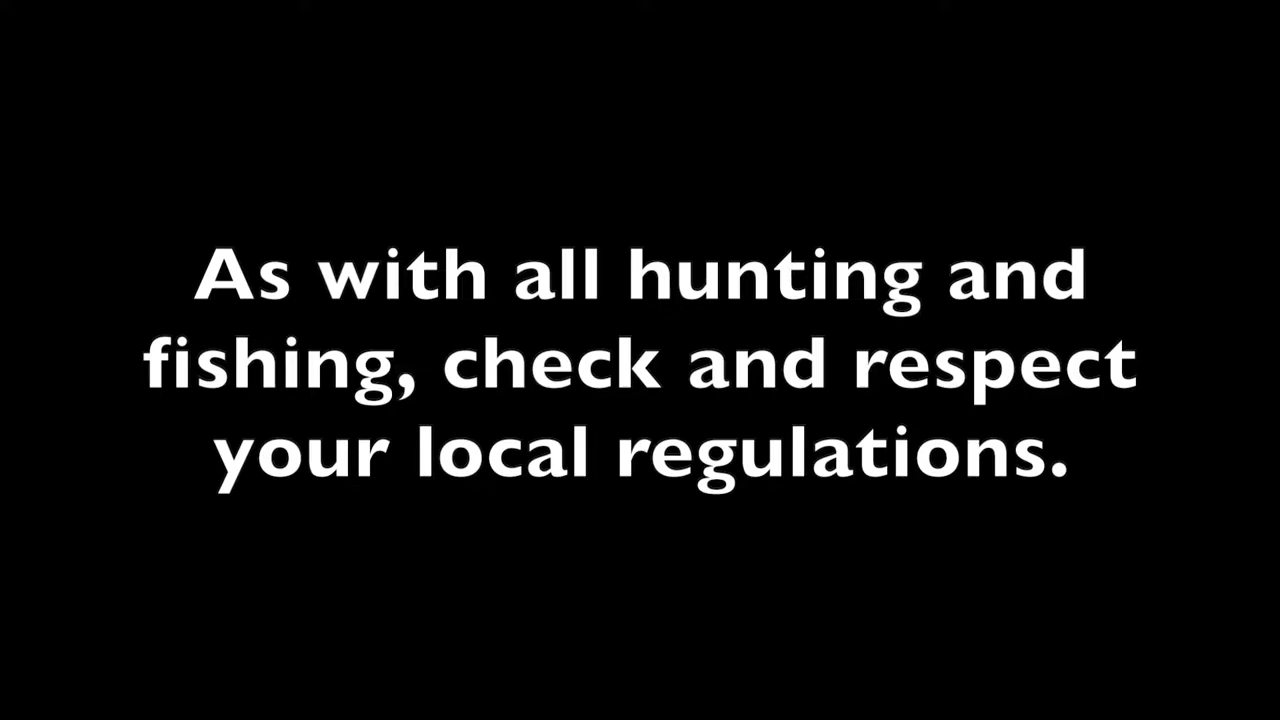 As with all hunting and
fishing, check and respect
your local regulations.